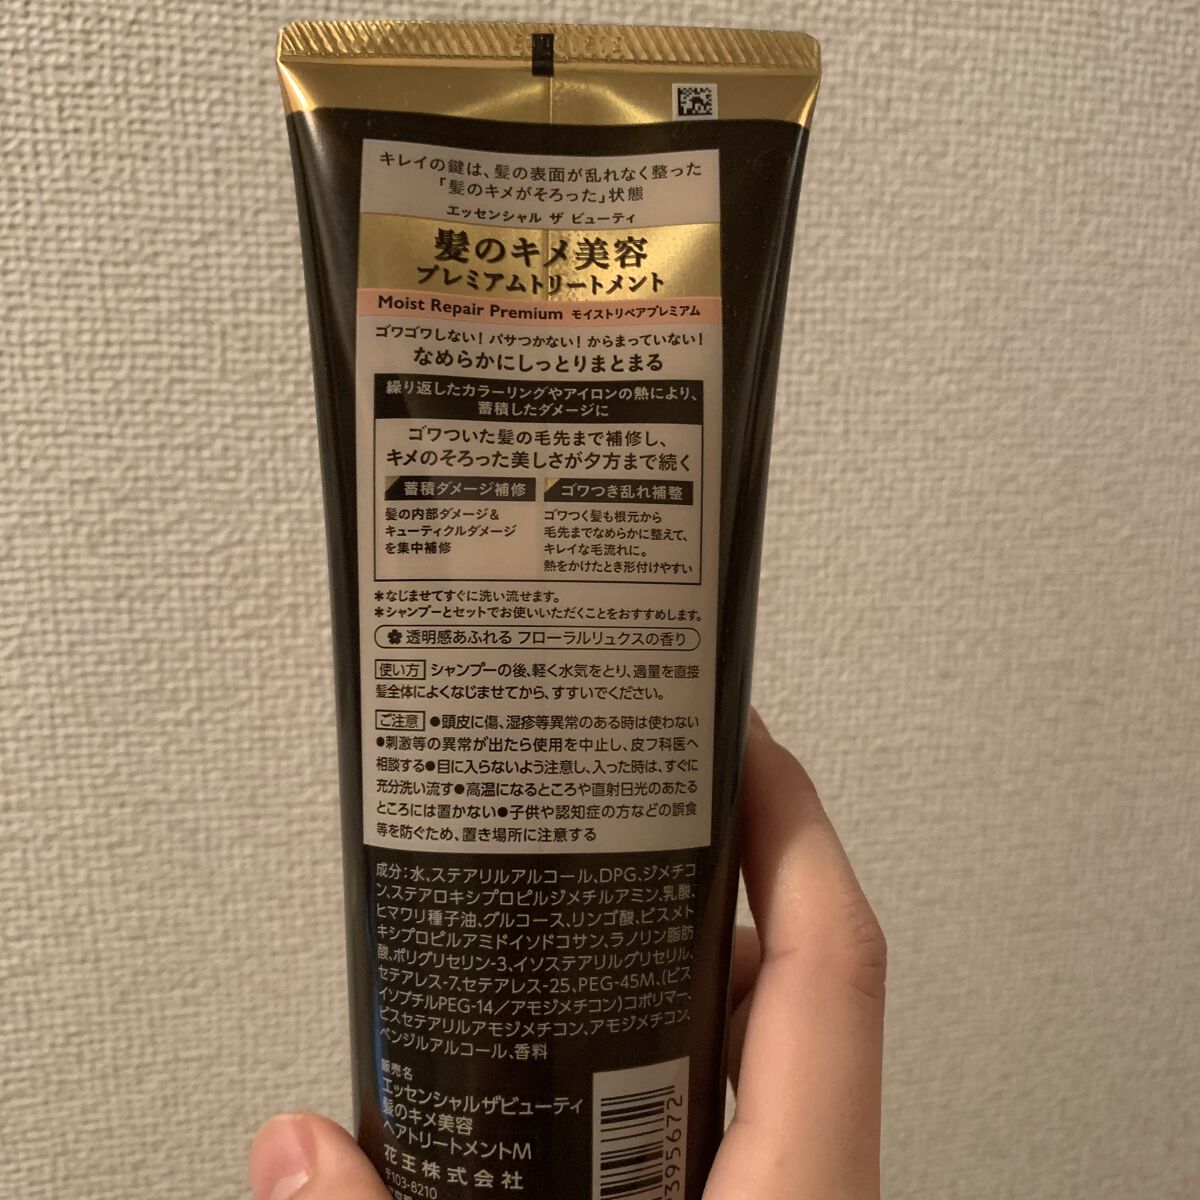 キレイの鍵は、髪の表面が乱れなく整った
「髪のキメがそろった」状態
エッセンシャル ザ ビューティ
髪のキメ美容
プレミアムトリートメント
Moist Repair Premium モイストリペアプレミアム
ゴワゴワしない！パサつかない！からまっていない！
なめらかにしっとりまとまる
繰り返したカラーリングやアイロンの熱により、
蓄積したダメージに
ゴワついた髪の毛先まで補修し、
キメのそろった美しさが夕方まで続く
蓄積ダメージ補修
髪の内部ダメージ＆
キューティクルダメージ
を集中補修
ゴワつき乱れ補整
ゴワつく髪も根元から
毛先までなめらかに整えて、
キレイな毛流れに。
熱をかけたとき形付けやすい
＊なじませてすぐに洗い流せます。
＊シャンプーとセットでお使いいただくことをおすすめします。
透明感あふれる フローラルリュクスの香り
使い方 シャンプーの後、軽く水気をとり、適量を直接
髪全体によくなじませてから、すすいでください。
ご注意 ●頭皮に傷、湿疹等異常のある時は使わない
●刺激等の異常が出たら使用を中止し、皮フ科医へ
相談する●目に入らないよう注意し、入った時は、すぐに
充分洗い流す●高温になるところや直射日光のあたる
ところには置かない●子供や認知症の方などの誤食
等を防ぐため、置き場所に注意する
成分：水、ステアリルアルコール、DPG、ジメチコ
ン、ステアロキシプロピルジメチルアミン、乳酸、
ヒマワリ種子油、グルコース、リンゴ酸、ビスメト
キシプロピルアミドイソドコサン、ラノリン脂肪
酸、ポリグリセリン-3、イソステアリルグリセリル、
セテアレス-7、セテアレス-25、PEG-45M、(ビス
イソブチルPEG-14／アモジメチコン)コポリマー、
ビスセテアリルアモジメチコン、アモジメチコン、
ベンジルアルコール、香料
販売名
エッセンシャルザビューティ
髪のキメ美容
ヘアトリートメントM
花王株式会社
〒103-8210
395672